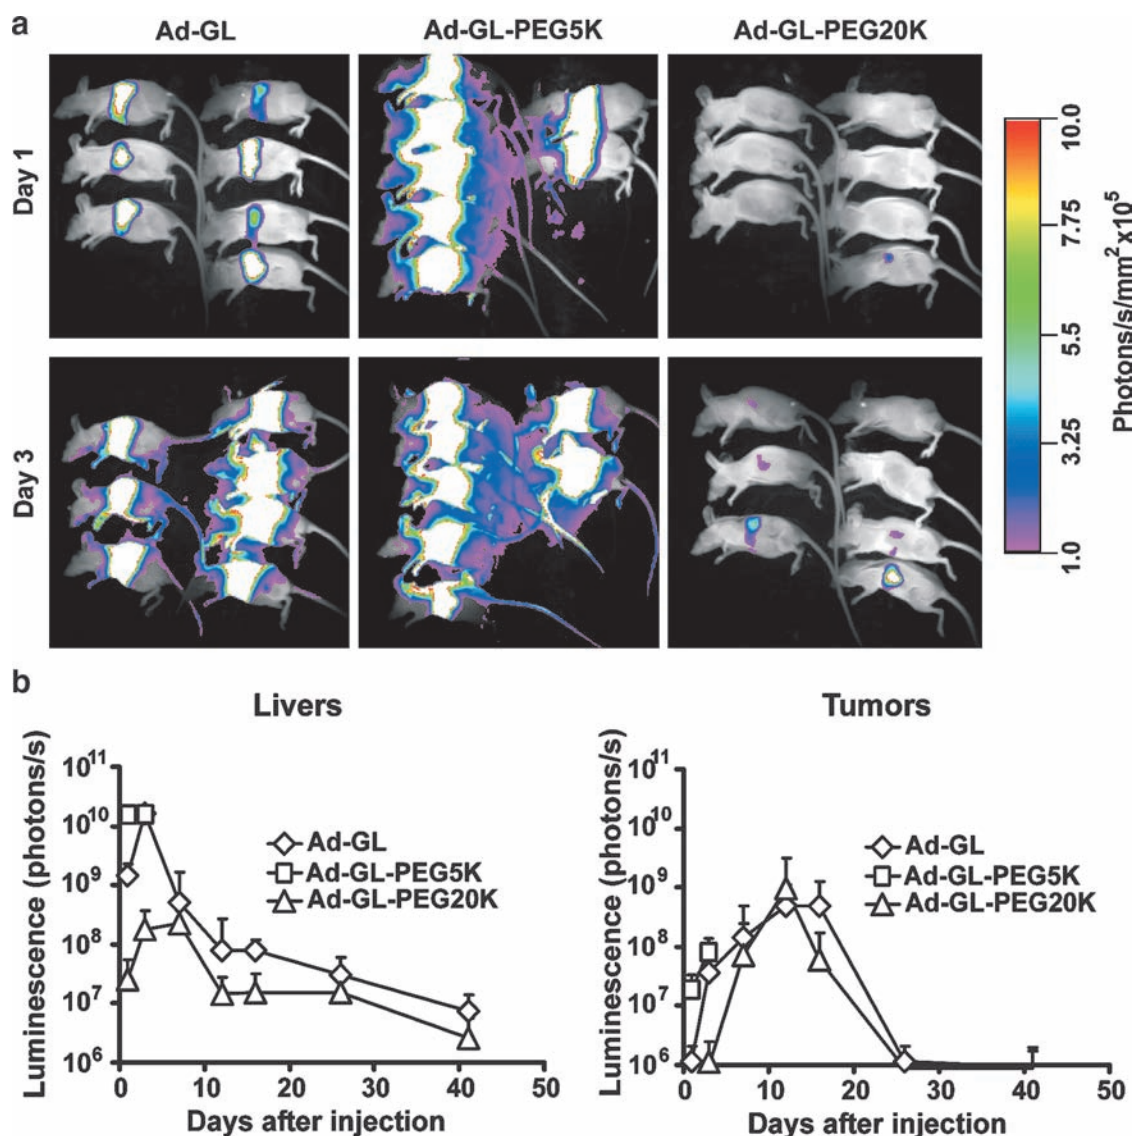 a
Ad-GL Ad-GL-PEG5K Ad-GL-PEG20K
Day 1
Day 3
10.0
7.75
5.5
3.25
1.0
Photons/s/mm² x10⁵
b
Livers
Luminescence (photons/s)
10¹¹
10¹⁰
10⁹
10⁸
10⁷
10⁶
Ad-GL
Ad-GL-PEG5K
Ad-GL-PEG20K
0 10 20 30 40 50
Days after injection
Tumors
Luminescence (photons/s)
10¹¹
10¹⁰
10⁹
10⁸
10⁷
10⁶
Ad-GL
Ad-GL-PEG5K
Ad-GL-PEG20K
0 10 20 30 40 50
Days after injection